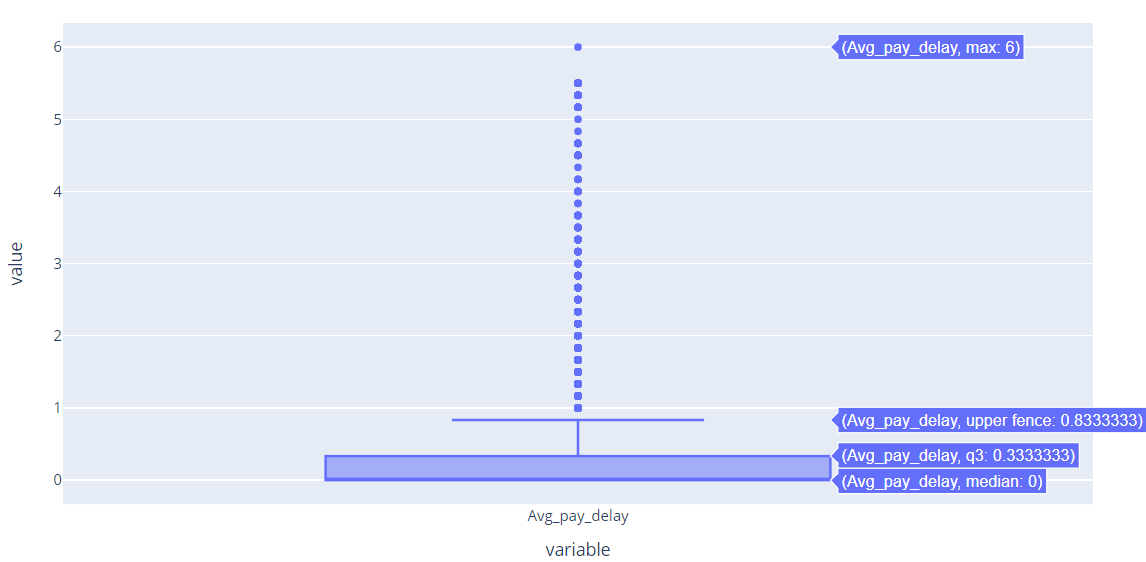 6
(Avg_pay_delay, max: 6)
5
4
3
value
2
1
(Avg_pay_delay, upper fence: 0.8333333)
(Avg_pay_delay, q3: 0.3333333)
0
(Avg_pay_delay, median: 0)
Avg_pay_delay
variable